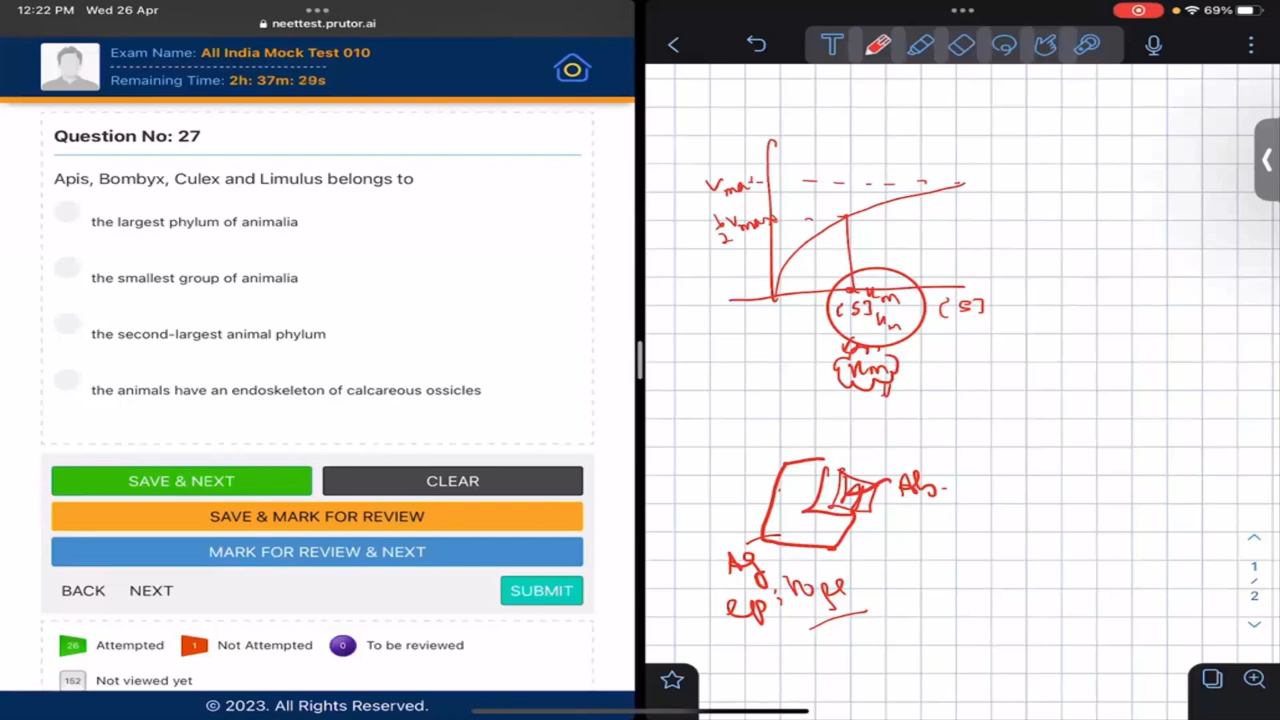 12:22 PM Wed 26 Apr
neettest.prutor.ai
69%
Exam Name: All India Mock Test 010
Remaining Time: 2h: 37m: 29s
Question No: 27
Apis, Bombyx, Culex and Limulus belongs to
the largest phylum of animalia
the smallest group of animalia
the second-largest animal phylum
the animals have an endoskeleton of calcareous ossicles
SAVE & NEXT
CLEAR
SAVE & MARK FOR REVIEW
MARK FOR REVIEW & NEXT
BACK
NEXT
SUBMIT
26 Attempted
1 Not Attempted
0 To be reviewed
152 Not viewed yet
© 2023. All Rights Reserved.
T
Vmax
Vmax
2
[S]
[S]
Km
1
/
2